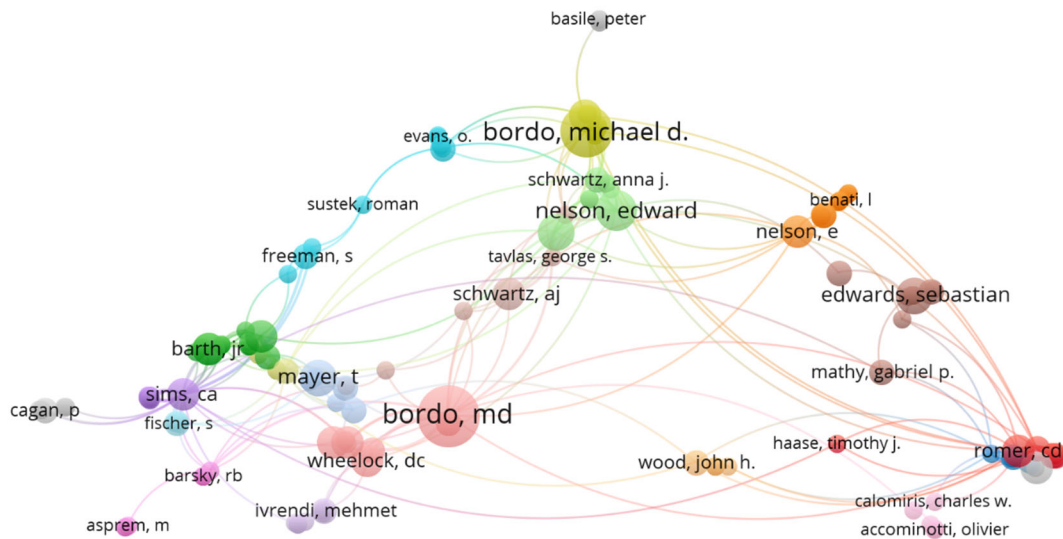 basile, peter
bordo, michael d.
evans, o.
schwartz, anna j.
benati, l
sustek, roman
nelson, edward
nelson, e
freeman, s
tavlas, george s.
schwartz, aj
edwards, sebastian
barth, jr
mayer, t
mathy, gabriel p.
sims, ca
cagan, p
fischer, s
bordo, md
haase, timothy j.
romer, cd
wheelock, dc
wood, john h.
barsky, rb
calomiris, charles w.
ivrendi, mehmet
asprem, m
accominotti, olivier